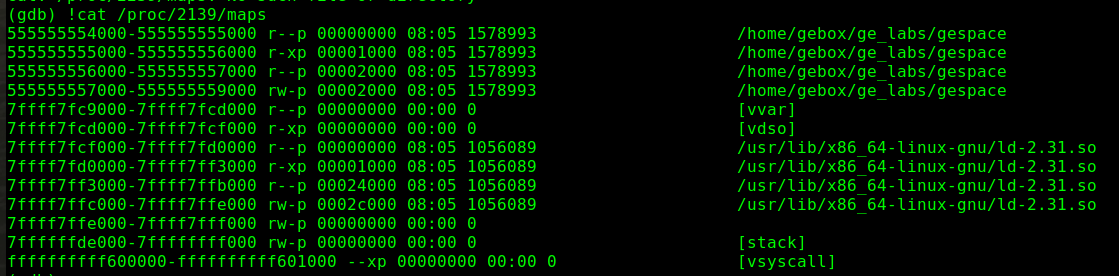 (gdb) !cat /proc/2139/maps
555555554000-555555555000 r--p 00000000 08:05 1578993 /home/gebox/ge_labs/gespace
555555555000-555555556000 r-xp 00001000 08:05 1578993 /home/gebox/ge_labs/gespace
555555556000-555555557000 r--p 00002000 08:05 1578993 /home/gebox/ge_labs/gespace
555555557000-555555559000 rw-p 00002000 08:05 1578993 /home/gebox/ge_labs/gespace
7ffff7fc9000-7ffff7fcd000 r--p 00000000 00:00 0 [vvar]
7ffff7fcd000-7ffff7fcf000 r-xp 00000000 00:00 0 [vdso]
7ffff7fcf000-7ffff7fd0000 r--p 00000000 08:05 1056089 /usr/lib/x86_64-linux-gnu/ld-2.31.so
7ffff7fd0000-7ffff7ff3000 r-xp 00001000 08:05 1056089 /usr/lib/x86_64-linux-gnu/ld-2.31.so
7ffff7ff3000-7ffff7ffb000 r--p 00024000 08:05 1056089 /usr/lib/x86_64-linux-gnu/ld-2.31.so
7ffff7ffc000-7ffff7ffe000 rw-p 0002c000 08:05 1056089 /usr/lib/x86_64-linux-gnu/ld-2.31.so
7ffff7ffe000-7ffff7fff000 rw-p 00000000 00:00 0
7ffffffde000-7ffffffff000 rw-p 00000000 00:00 0 [stack]
ffffffffff600000-ffffffffff601000 --xp 00000000 00:00 0 [vsyscall]